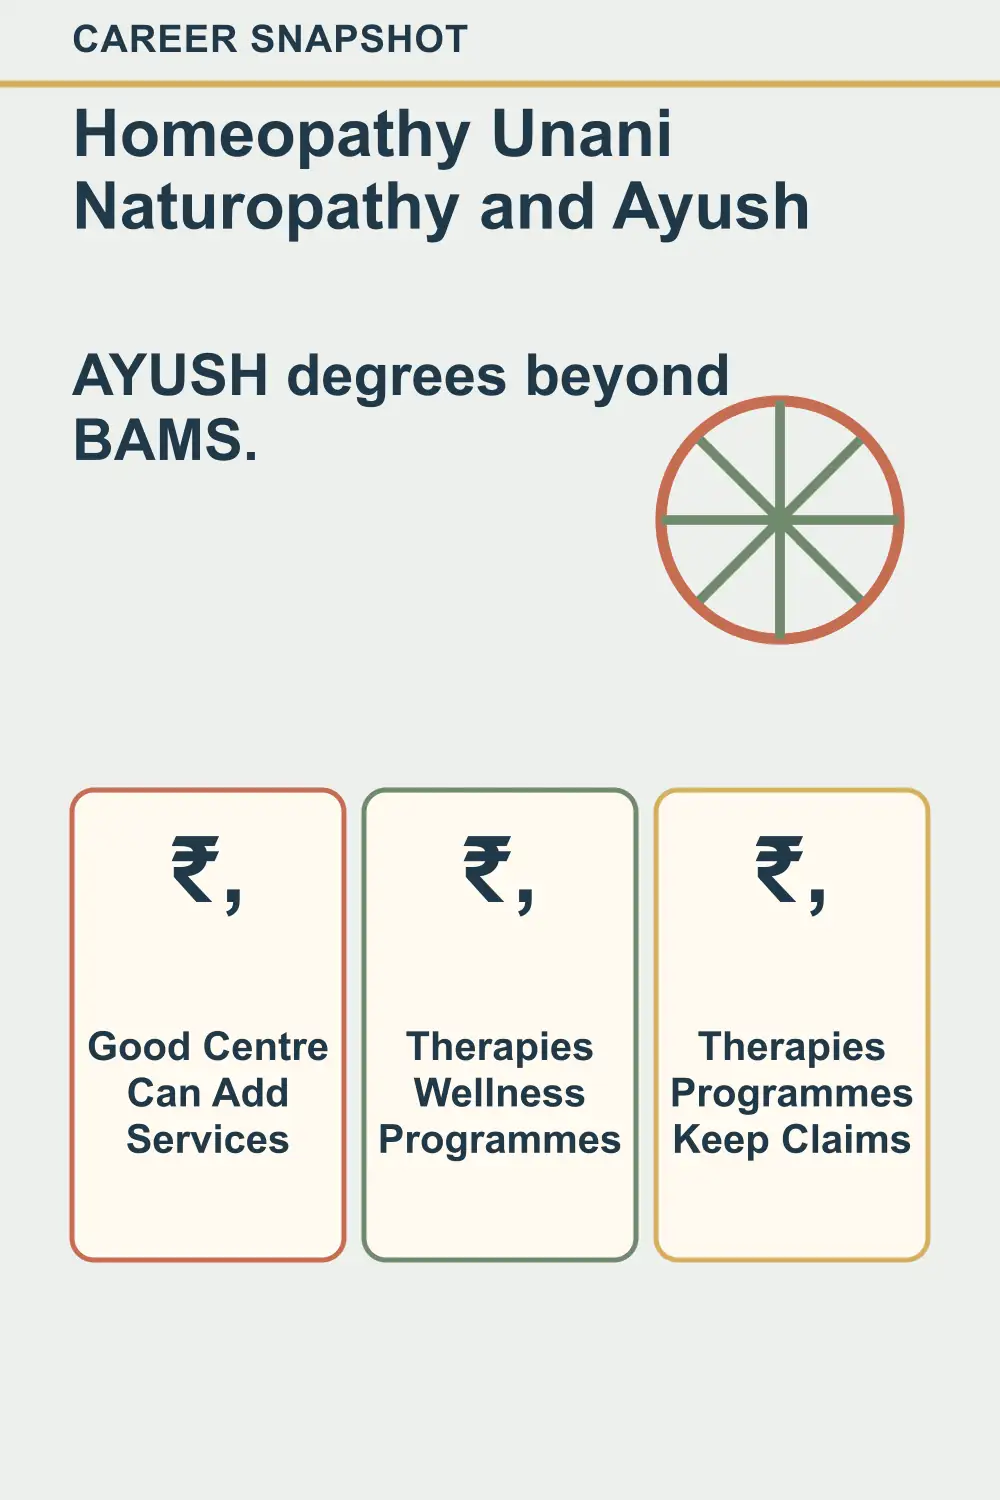 CAREER SNAPSHOT
Homeopathy Unani
Naturopathy and Ayush
AYUSH degrees beyond
BAMS.
₹,
Good Centre
Can Add
Services
₹,
Therapies
Wellness
Programmes
₹,
Therapies
Programmes
Keep Claims